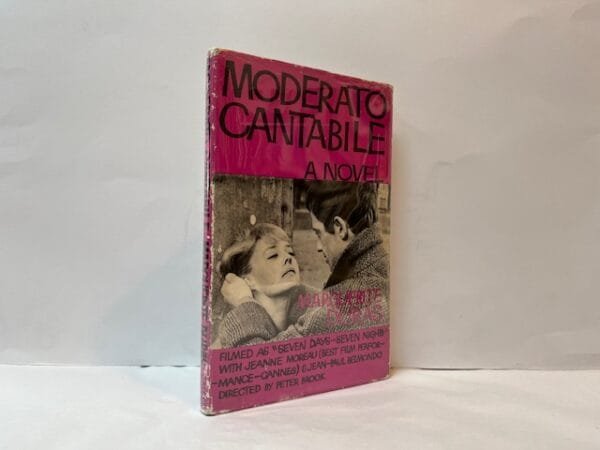 MODERATO
CANTABILE
A NOVEL
MARGUERITE
DURAS
FILMED AS "SEVEN DAYS-SEVEN NIGHTS"
WITH JEANNE MOREAU (BEST FILM PERFOR-
-MANCE-CANNES) & JEAN-PAUL BELMONDO
DIRECTED BY PETER BROOK